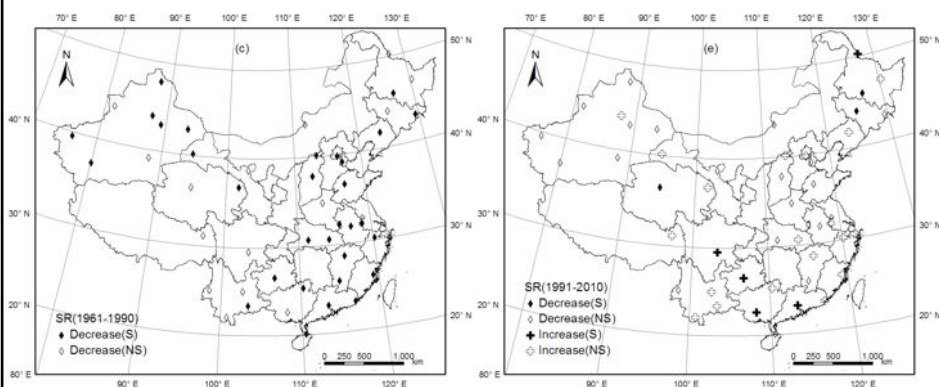 70° E 80° E 90° E 100° E 110° E 120° E 130° E
(c)
N
50° N
40° N
40° N
30° N
30° N
20° N
20° N
SR(1961-1990)
Decrease(S)
Decrease(NS)
0 250 500 1,000
km
80° E
90° E 100° E 110° E 120° E
70° E 80° E 90° E 100° E 110° E 120° E 130° E
(e)
N
50° N
40° N
40° N
30° N
30° N
20° N
20° N
SR(1991-2010)
Decrease(S)
Decrease(NS)
Increase(S)
Increase(NS)
0 250 500 1,000
km
80° E
90° E 100° E 110° E 120° E